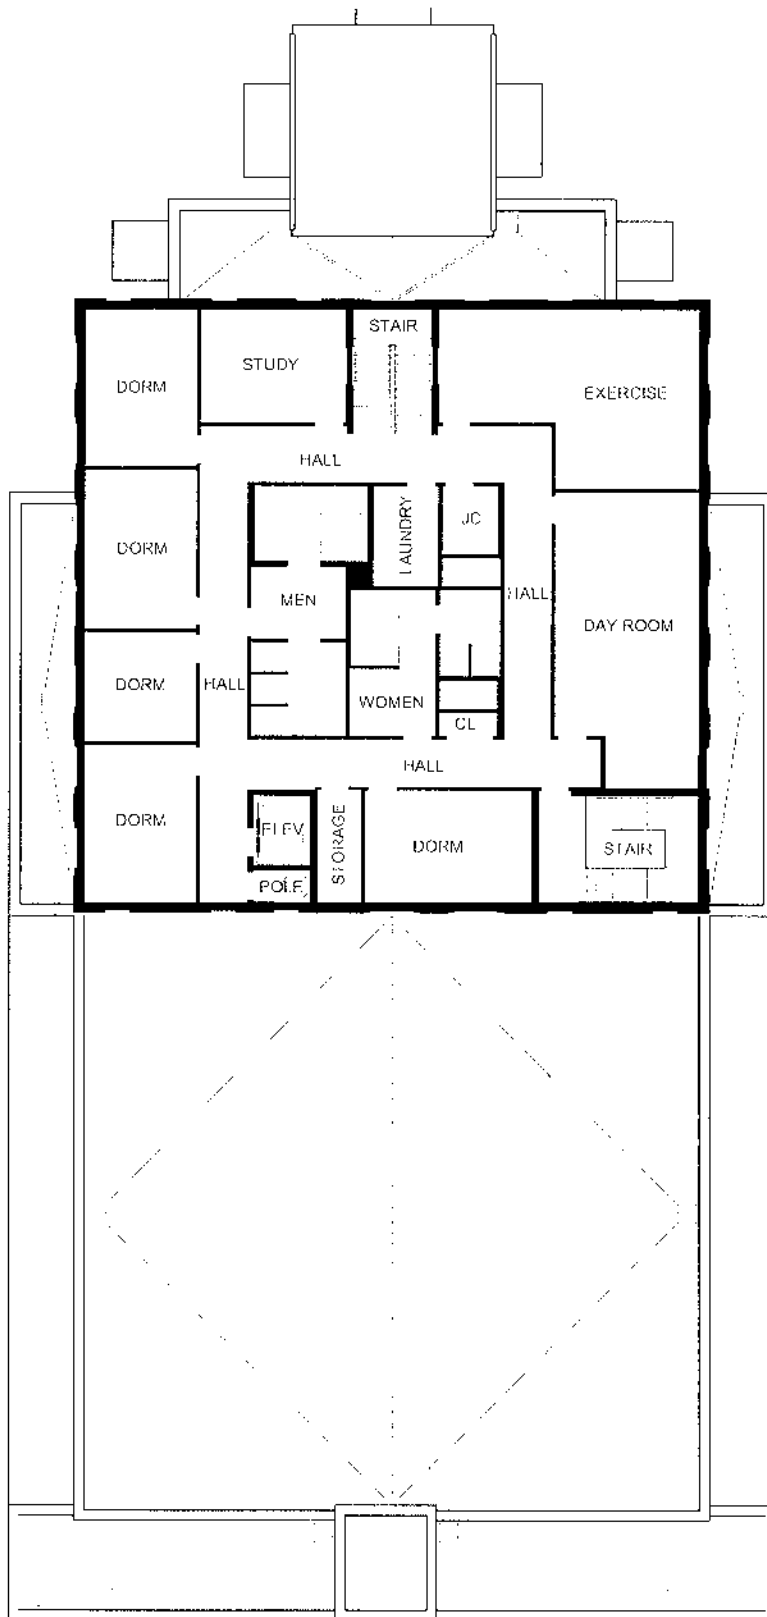 STAIR
STUDY
DORM
EXERCISE
HALL
LAUNDRY
JC
DORM
MEN
HALL
DAY ROOM
DORM
HALL
WOMEN
CL
HALL
DORM
ELEV
STORAGE
DORM
STAIR
POLE